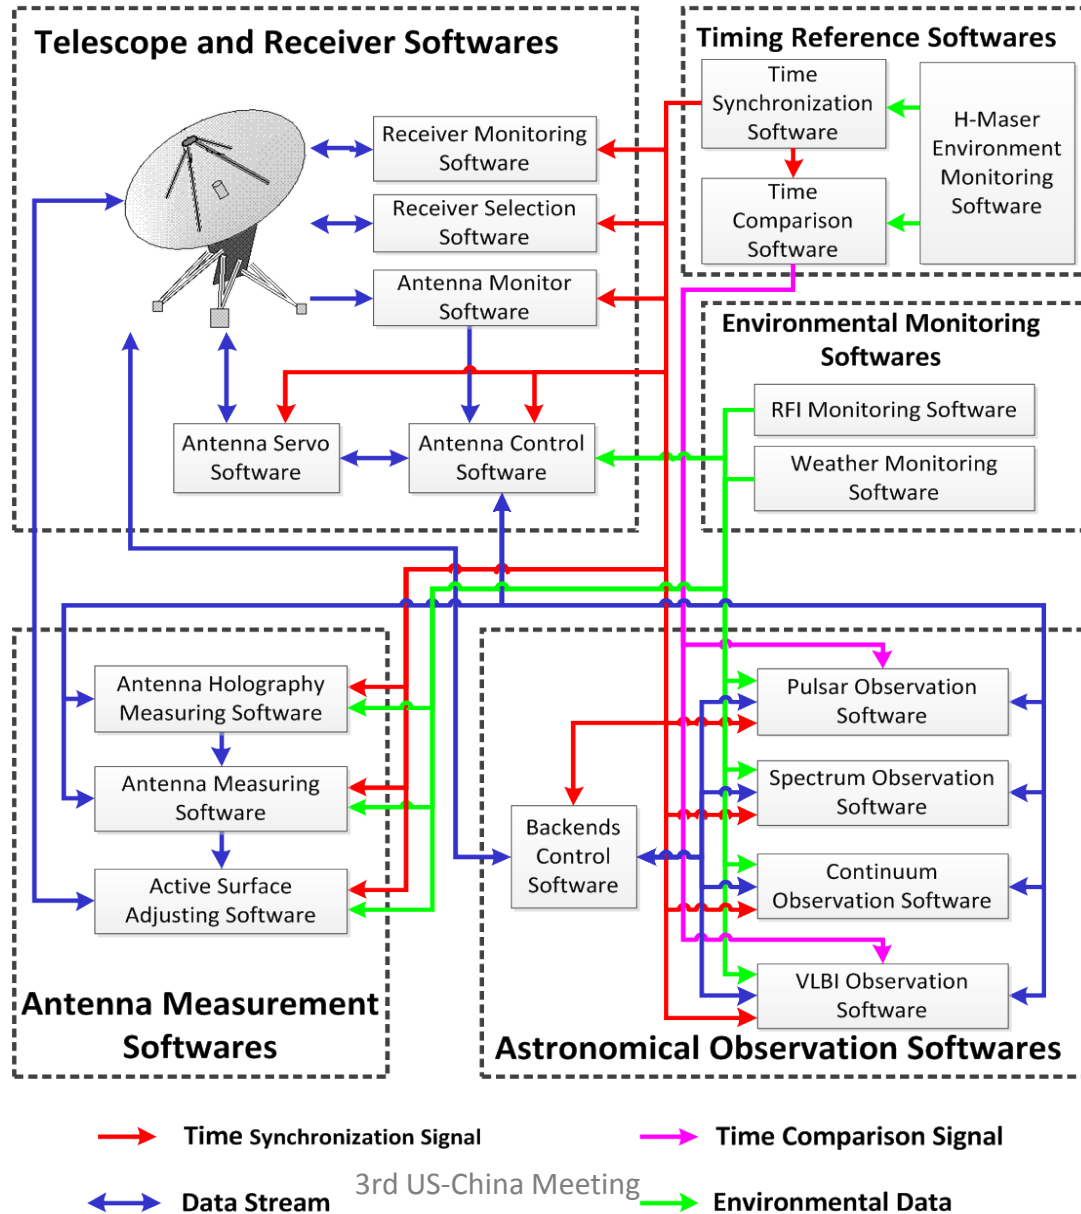 Telescope and Receiver Softwares
Receiver Monitoring
Software
Receiver Selection
Software
Antenna Monitor
Software
Antenna Servo
Software
Antenna Control
Software
Timing Reference Softwares
Time
Synchronization
Software
Time
Comparison
Software
H-Maser
Environment
Monitoring
Software
Environmental Monitoring
Softwares
RFI Monitoring Software
Weather Monitoring
Software
Antenna Holography
Measuring Software
Antenna Measuring
Software
Active Surface
Adjusting Software
Antenna Measurement
Softwares
Backends
Control
Software
Pulsar Observation
Software
Spectrum Observation
Software
Continuum
Observation Software
VLBI Observation
Software
Astronomical Observation Softwares
Time Synchronization Signal
Time Comparison Signal
Data Stream
3rd US-China Meeting
Environmental Data